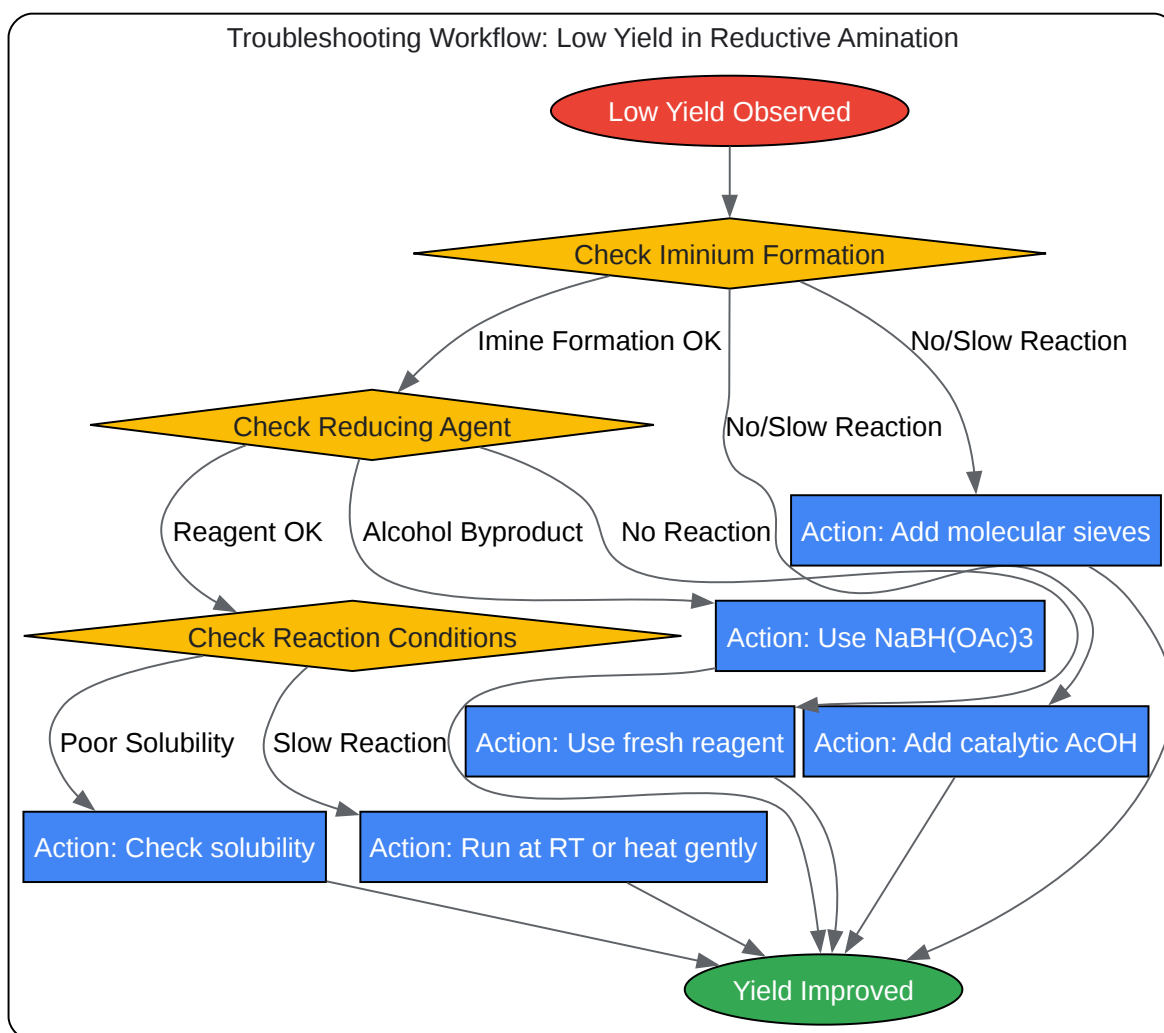 Troubleshooting Workflow: Low Yield in Reductive Amination
Low Yield Observed
Check Iminium Formation
Imine Formation OK
No/Slow Reaction
Check Reducing Agent
No/Slow Reaction
Reagent OK
Alcohol Byproduct
No Reaction
Action: Add molecular sieves
Check Reaction Conditions
Action: Use NaBH(OAc)3
Poor Solubility
Slow Reaction
Action: Use fresh reagent
Action: Add catalytic AcOH
Action: Check solubility
Action: Run at RT or heat gently
Yield Improved